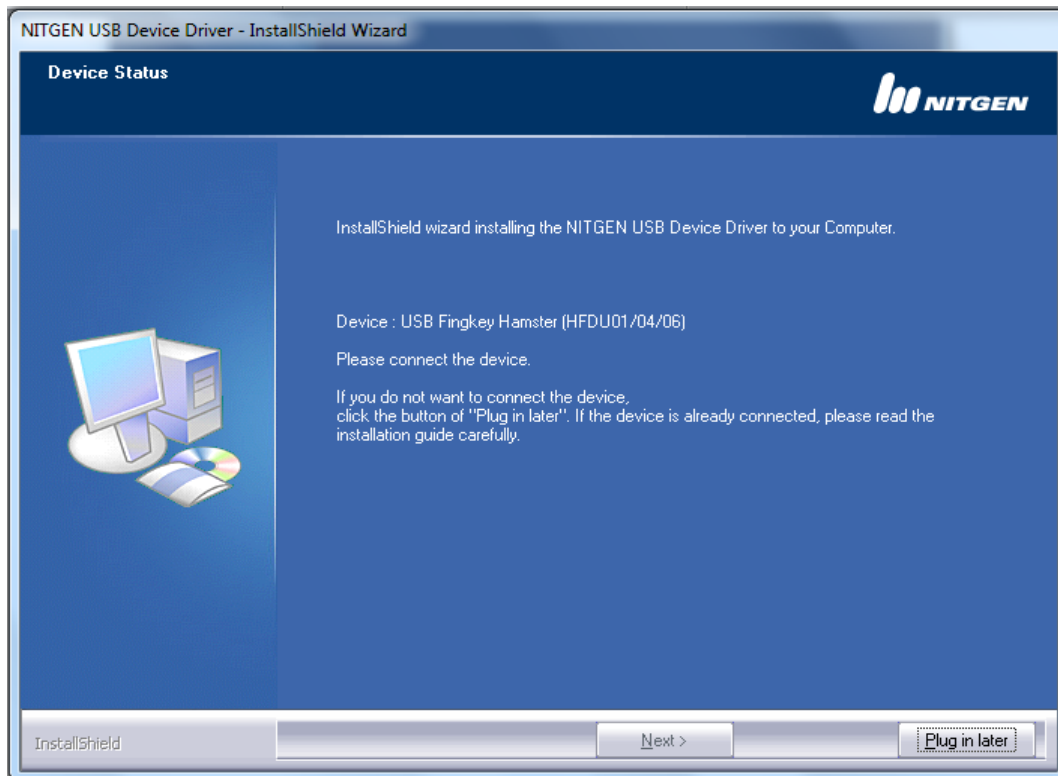 NITGEN USB Device Driver - InstallShield Wizard
Device Status
NITGEN
InstallShield wizard installing the NITGEN USB Device Driver to your Computer.
Device : USB Fingkey Hamster (HFDU01/04/06)
Please connect the device.
If you do not want to connect the device,
click the button of "Plug in later". If the device is already connected, please read the
installation guide carefully.
InstallShield
Next >
Plug in later